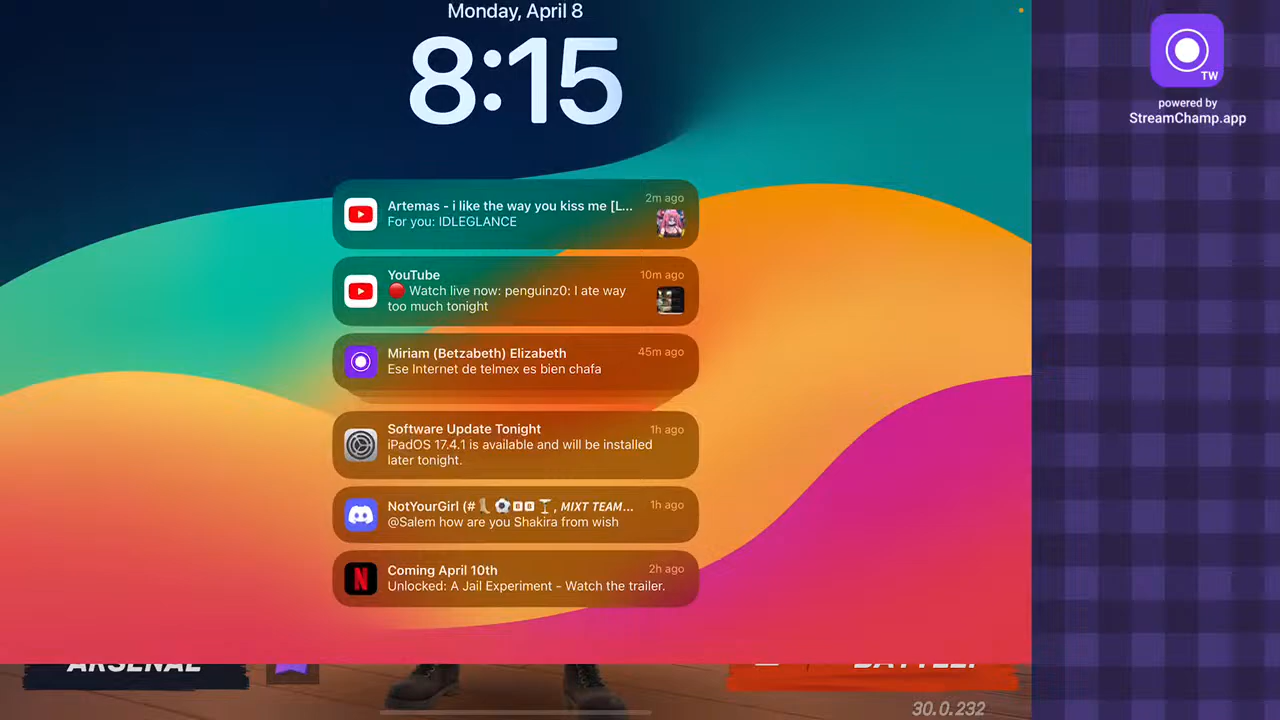 Monday, April 8
8:15
TW
powered by
StreamChamp.app
Artemas - i like the way you kiss me [L...
2m ago
For you: IDLEGLANCE
YouTube
10m ago
🔴 Watch live now: penguinz0: I ate way
too much tonight
Miriam (Betzabeth) Elizabeth
45m ago
Ese Internet de telmex es bien chafa
Software Update Tonight
1h ago
iPadOS 17.4.1 is available and will be installed
later tonight.
NotYourGirl (#, MIXT TEAM...
1h ago
@Salem how are you Shakira from wish
Coming April 10th
2h ago
Unlocked: A Jail Experiment - Watch the trailer.
ARSENAL
BATTLE!
30.0.232